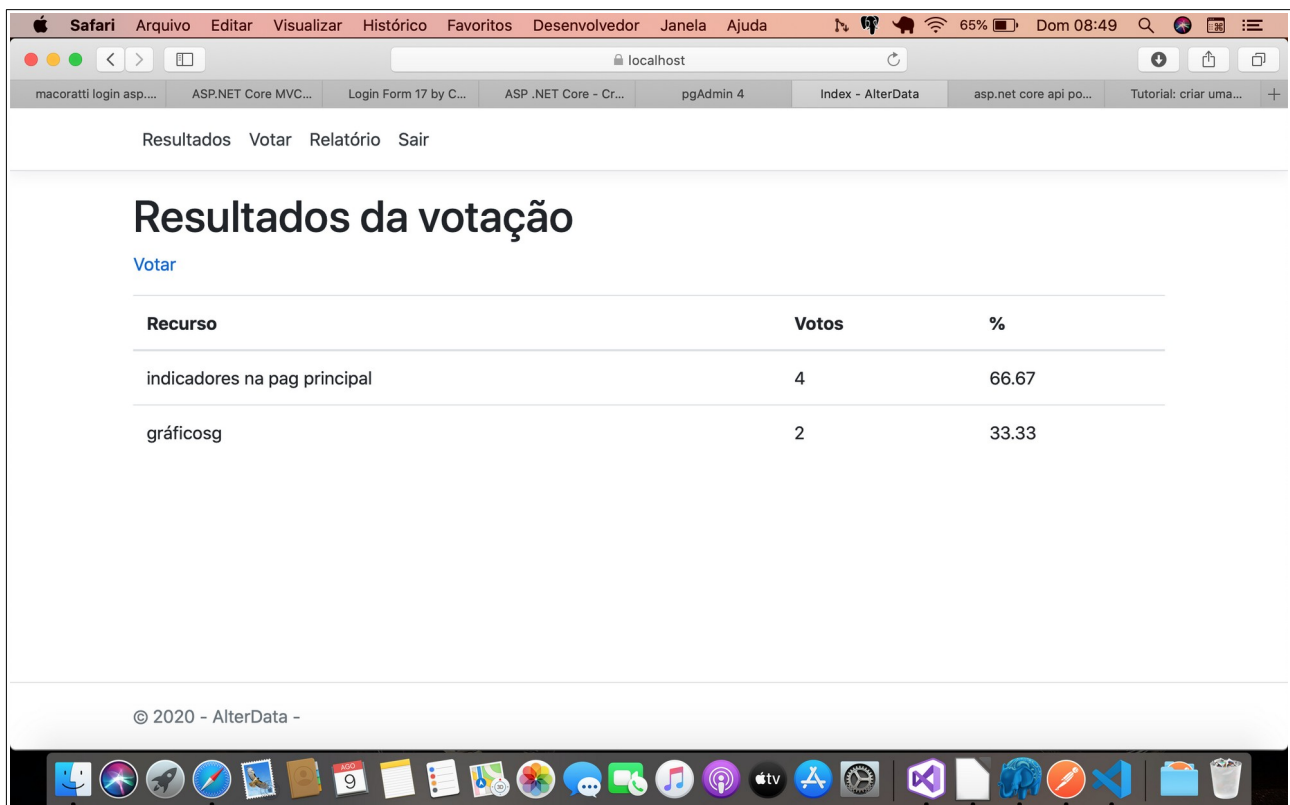 Safari Arquivo Editar Visualizar Histórico Favoritos Desenvolvedor Janela Ajuda 65% Dom 08:49
localhost
macoratti login asp.... ASP.NET Core MVC... Login Form 17 by C... ASP .NET Core - Cr... pgAdmin 4 Index - AlterData asp.net core api po... Tutorial: criar uma...
Resultados Votar Relatório Sair
Resultados da votação
Votar
Recurso Votos %
indicadores na pag principal 4 66.67
gráficosg 2 33.33
© 2020 - AlterData -
AGO
9
tv